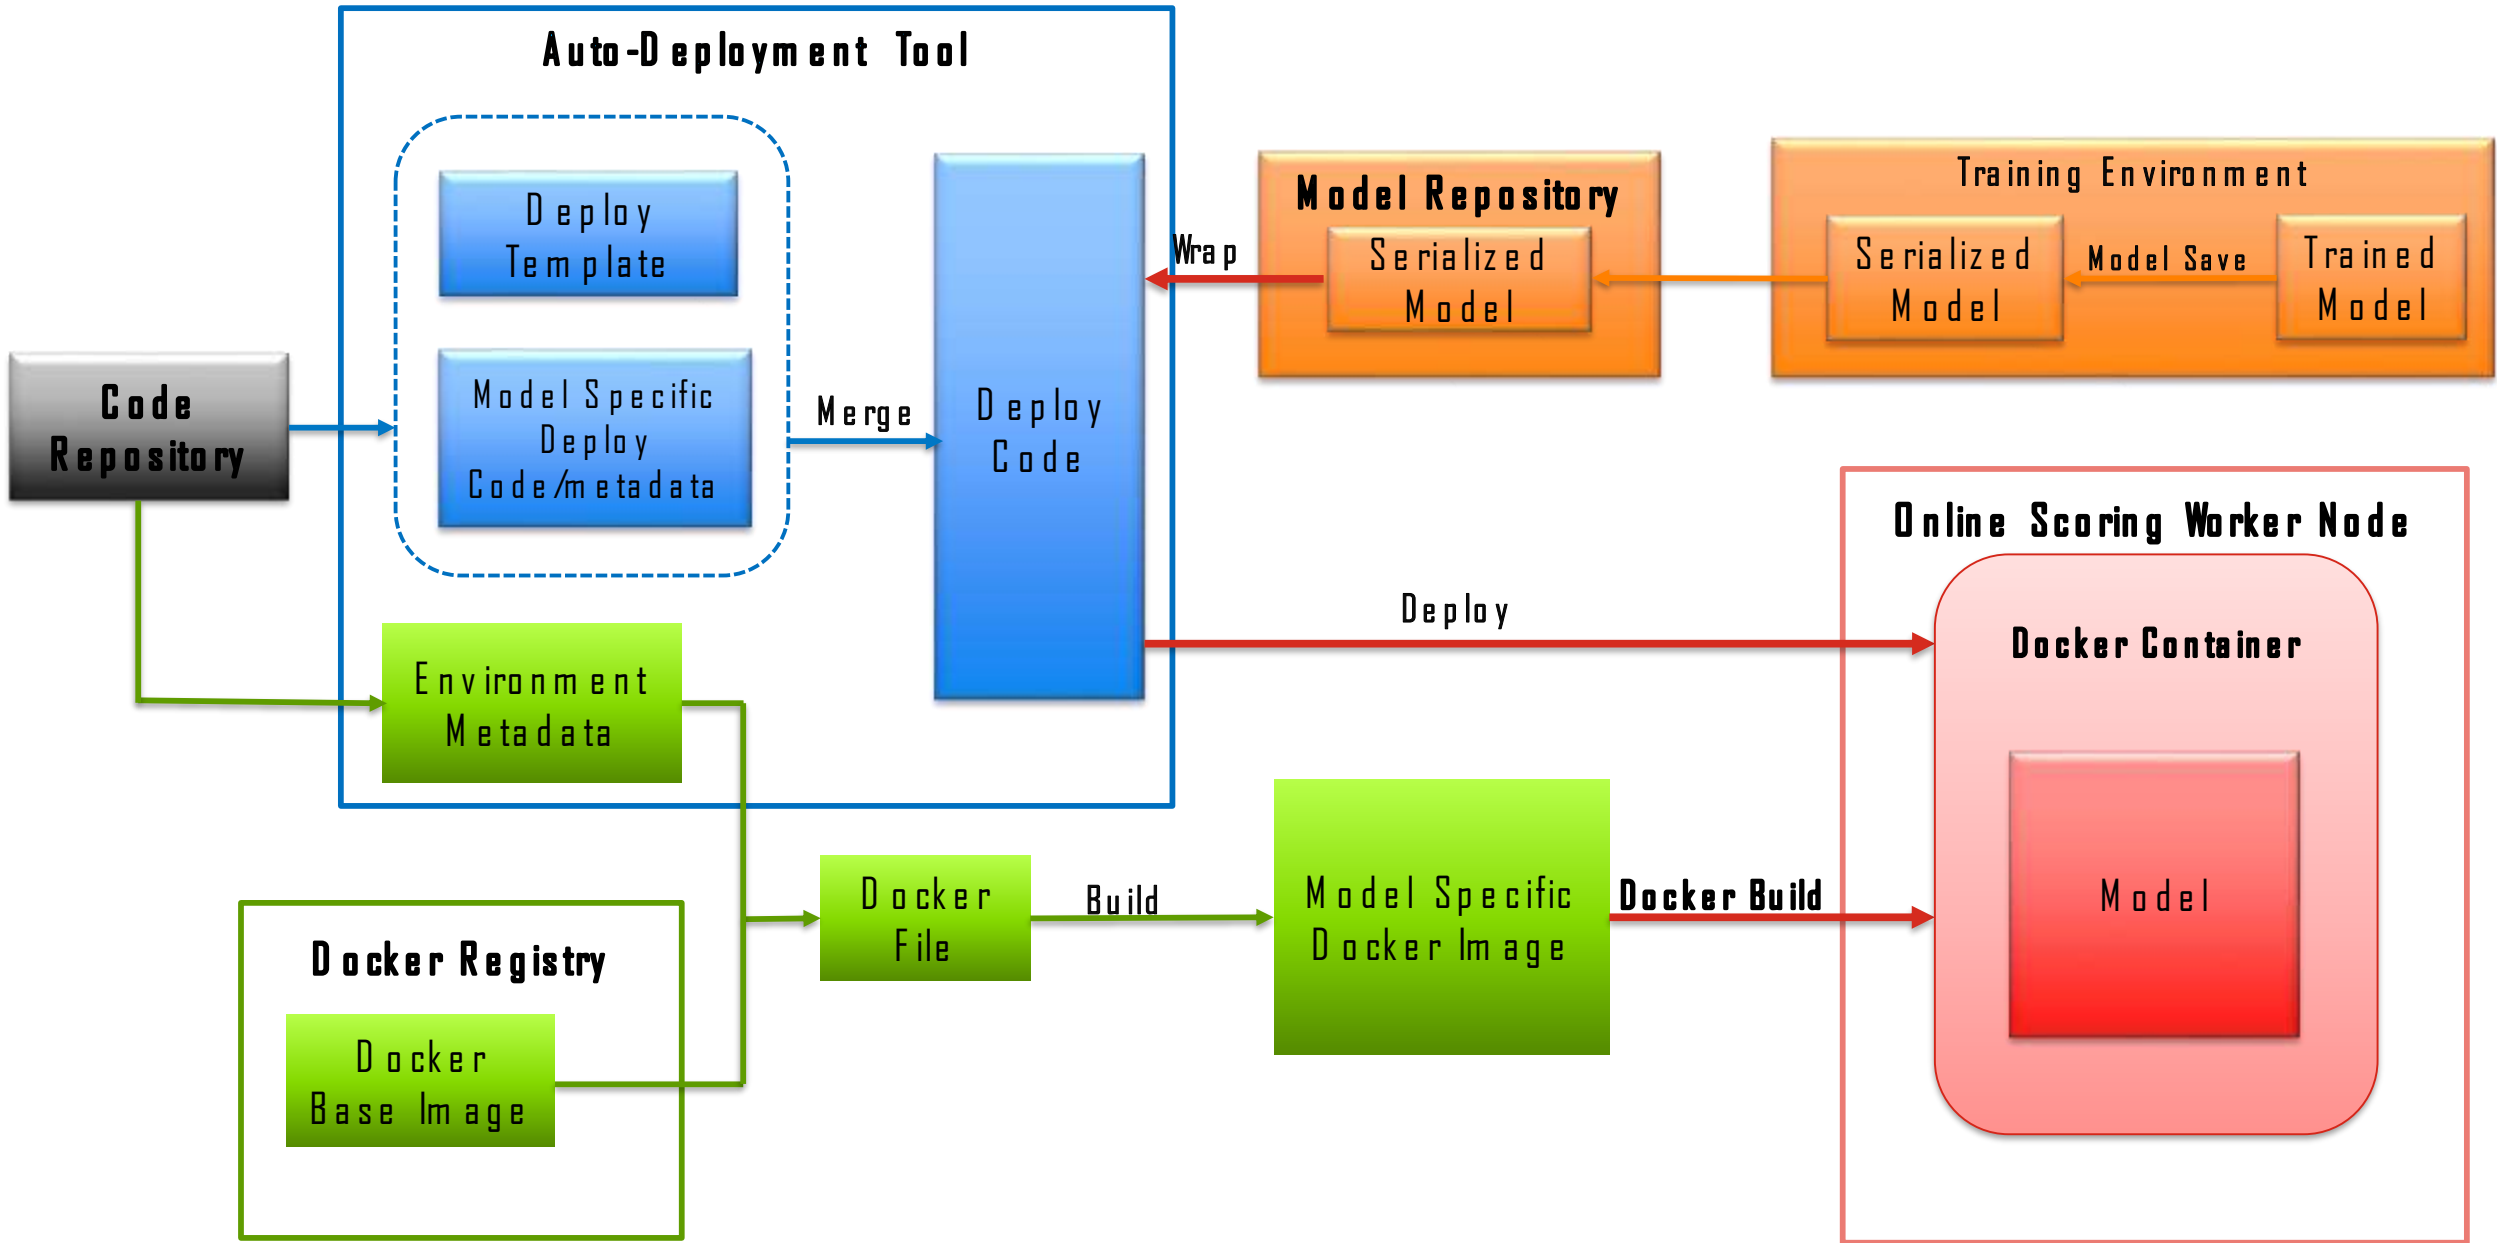 Auto-Deployment Tool
Deploy
Template
Model Specific
Deploy
Code/metadata
Merge
Deploy
Code
Wrap
Model Repository
Serialized
Model
Training Environment
Serialized
Model
Model Save
Trained
Model
Code
Repository
Environment
Metadata
Deploy
Online Scoring Worker Node
Docker Container
Model
Docker Registry
Docker
Base Image
Docker
File
Build
Model Specific
Docker Image
Docker Build